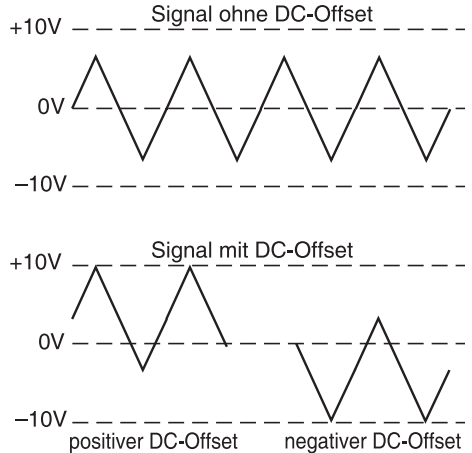 Signal ohne DC-Offset
+10V
0V
–10V
Signal mit DC-Offset
+10V
0V
–10V
positiver DC-Offset
negativer DC-Offset